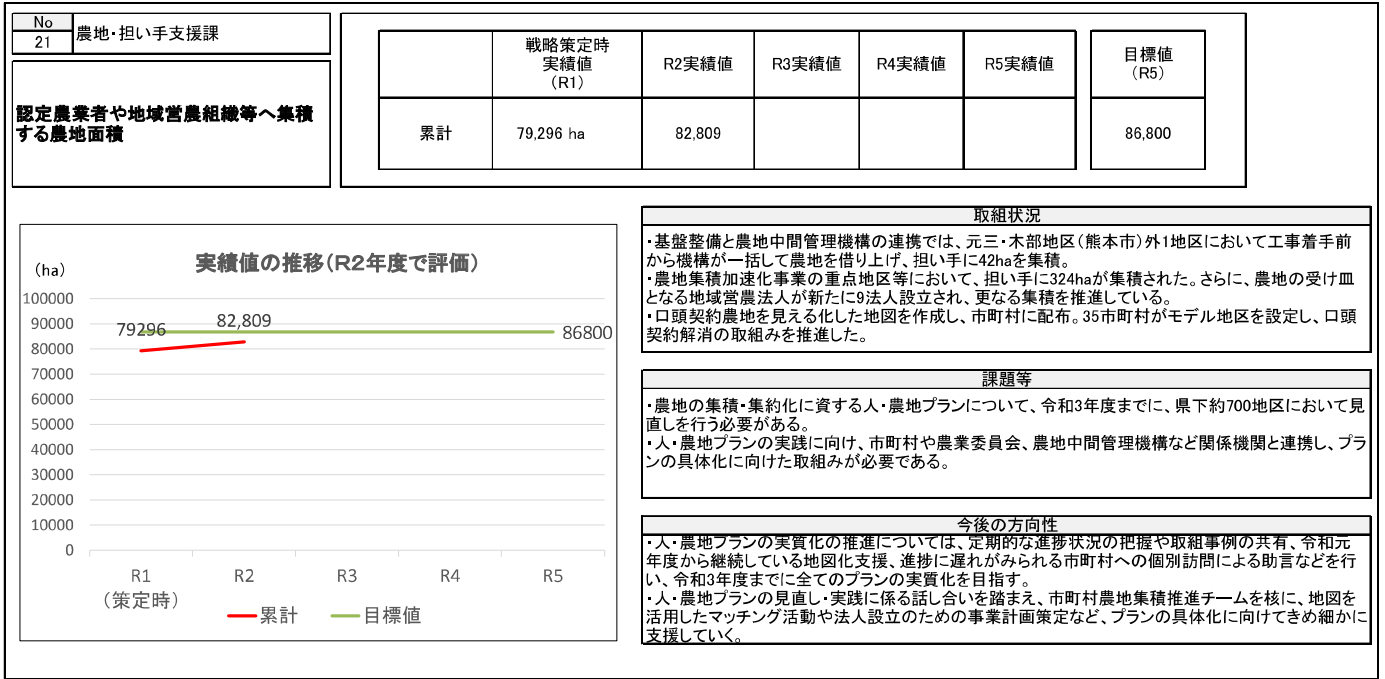 No
21
農地・担い手支援課
認定農業者や地域営農組織等へ集積
する農地面積
戦略策定時
実績値
(R1)
R2実績値
R3実績値
R4実績値
R5実績値
目標値
(R5)
累計
79,296 ha
82,809
86,800
実績値の推移(R2年度で評価)
(ha)
100000
90000
80000
70000
60000
50000
40000
30000
20000
10000
0
79296
82,809
86800
R1
(策定時)
R2
R3
R4
R5
累計
目標値
取組状況
・基盤整備と農地中間管理機構の連携では、元三・木部地区(熊本市)外1地区において工事着手前
から機構が一括して農地を借り上げ、担い手に42haを集積。
・農地集積加速化事業の重点地区等において、担い手に324haが集積された。さらに、農地の受け皿
となる地域営農法人が新たに9法人設立され、更なる集積を推進している。
・口頭契約農地を見える化した地図を作成し、市町村に配布。35市町村がモデル地区を設定し、口頭
契約解消の取組みを推進した。
課題等
・農地の集積・集約化に資する人・農地プランについて、令和3年度までに、県下約700地区において見
直しを行う必要がある。
・人・農地プランの実践に向け、市町村や農業委員会、農地中間管理機構など関係機関と連携し、プラ
ンの具体化に向けた取組みが必要である。
今後の方向性
・人・農地プランの実質化の推進については、定期的な進捗状況の把握や取組事例の共有、令和元
年度から継続している地図化支援、進捗に遅れがみられる市町村への個別訪問による助言などを行
い、令和3年度までに全てのプランの実質化を目指す。
・人・農地プランの見直し・実践に係る話し合いを踏まえ、市町村農地集積推進チームを核に、地図を
活用したマッチング活動や法人設立のための事業計画策定など、プランの具体化に向けてきめ細かに
支援していく。